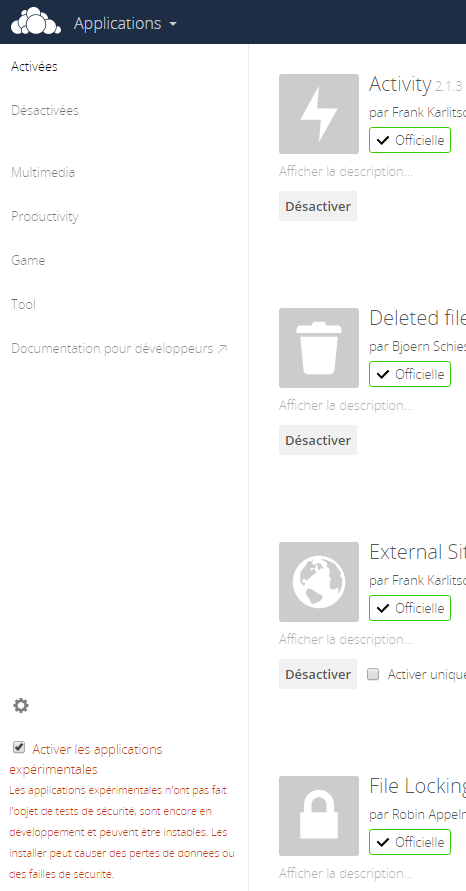 Applications
Activées
Désactivées
Multimedia
Productivity
Game
Tool
Documentation pour développeurs
Activer les applications
expérimentales
Les applications expérimentales n'ont pas fait
l'objet de tests de sécurité, sont encore en
développement et peuvent être instables. Les
installer peut causer des pertes de données ou
des failles de sécurité.
Activity 2.1.3
par Frank Karlitsc
Officielle
Afficher la description...
Désactiver
Deleted file
par Bjoern Schies
Officielle
Afficher la description...
Désactiver
External Sit
par Frank Karlitsc
Officielle
Afficher la description...
Désactiver
Activer unique
File Locking
par Robin Appelm
Officielle
Afficher la description...